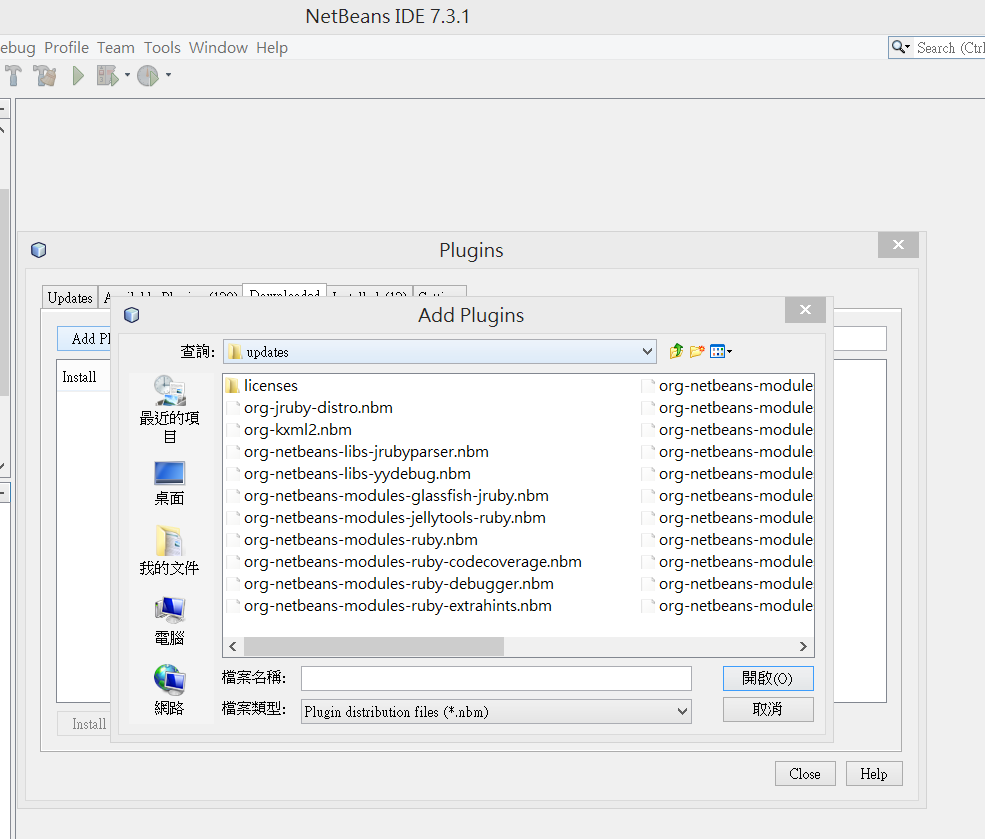 NetBeans IDE 7.3.1
ebug Profile Team Tools Window Help
Search (Ctrl
Plugins
Updates
Add Plugins
Add Pl
查詢: updates
Install
licenses
org-jruby-distro.nbm
org-kxml2.nbm
org-netbeans-libs-jrubyparser.nbm
org-netbeans-libs-yydebug.nbm
org-netbeans-modules-glassfish-jruby.nbm
org-netbeans-modules-jellytools-ruby.nbm
org-netbeans-modules-ruby.nbm
org-netbeans-modules-ruby-codecoverage.nbm
org-netbeans-modules-ruby-debugger.nbm
org-netbeans-modules-ruby-extrahints.nbm
org-netbeans-module
org-netbeans-module
org-netbeans-module
org-netbeans-module
org-netbeans-module
org-netbeans-module
org-netbeans-module
org-netbeans-module
org-netbeans-module
org-netbeans-module
org-netbeans-module
最近的項
目
桌面
我的文件
電腦
網路
檔案名稱:
開啟(O)
檔案類型: Plugin distribution files (*.nbm)
取消
Install
Close
Help